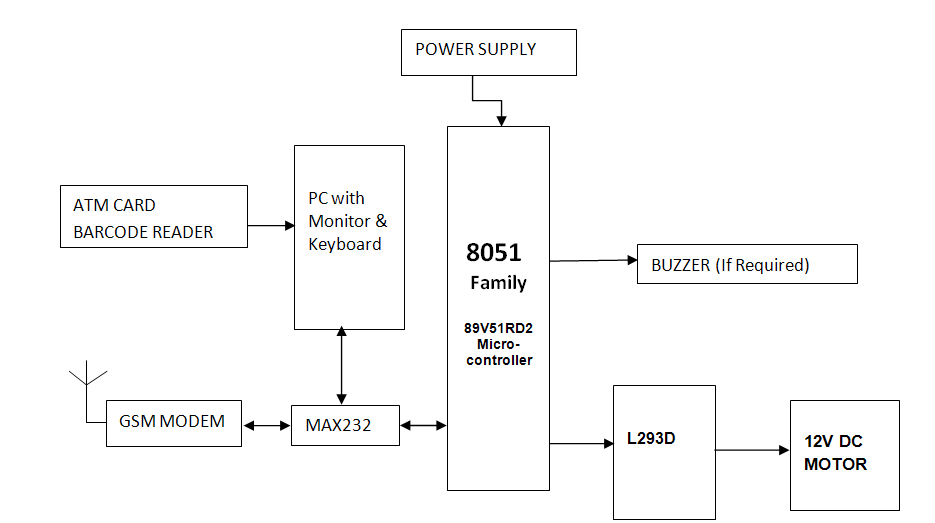 POWER SUPPLY
ATM CARD
BARCODE READER
PC with
Monitor &
Keyboard
8051
Family
89V51RD2
Micro-
controller
BUZZER (If Required)
GSM MODEM
MAX232
L293D
12V DC
MOTOR